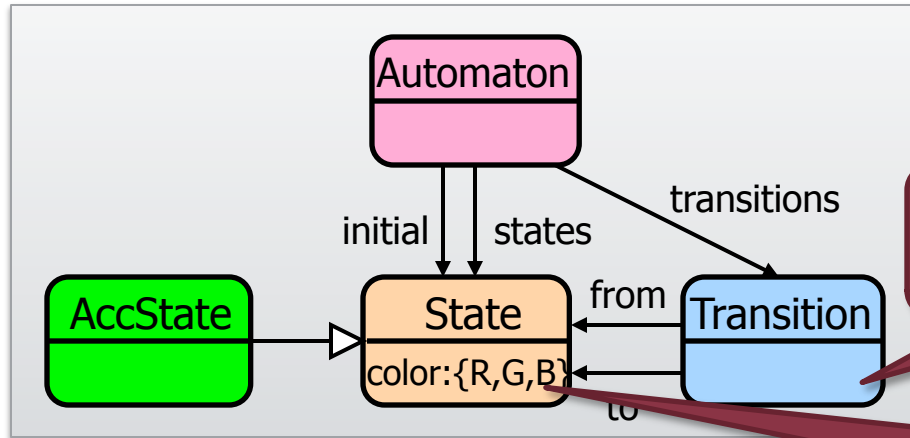 Automaton
transitions
initial
states
AccState
State
from
Transition
color:{R,G,B}
to